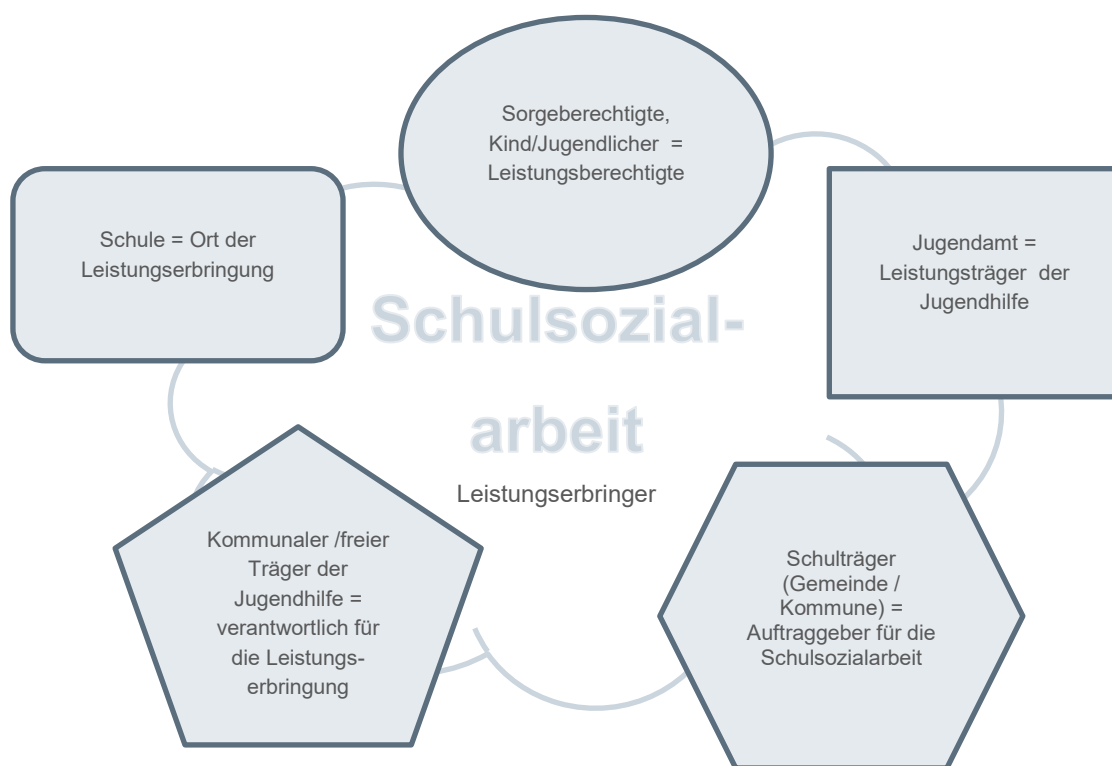 Sorgeberechtigte,
Kind/Jugendlicher =
Leistungsberechtigte
Schule = Ort der
Leistungserbringung
Jugendamt =
Leistungsträger der
Jugendhilfe
Schulsozial-
arbeit
Leistungserbringer
Kommunaler /freier
Träger der
Jugendhilfe =
verantwortlich für
die Leistungs-
erbringung
Schulträger
(Gemeinde /
Kommune) =
Auftraggeber für die
Schulsozialarbeit